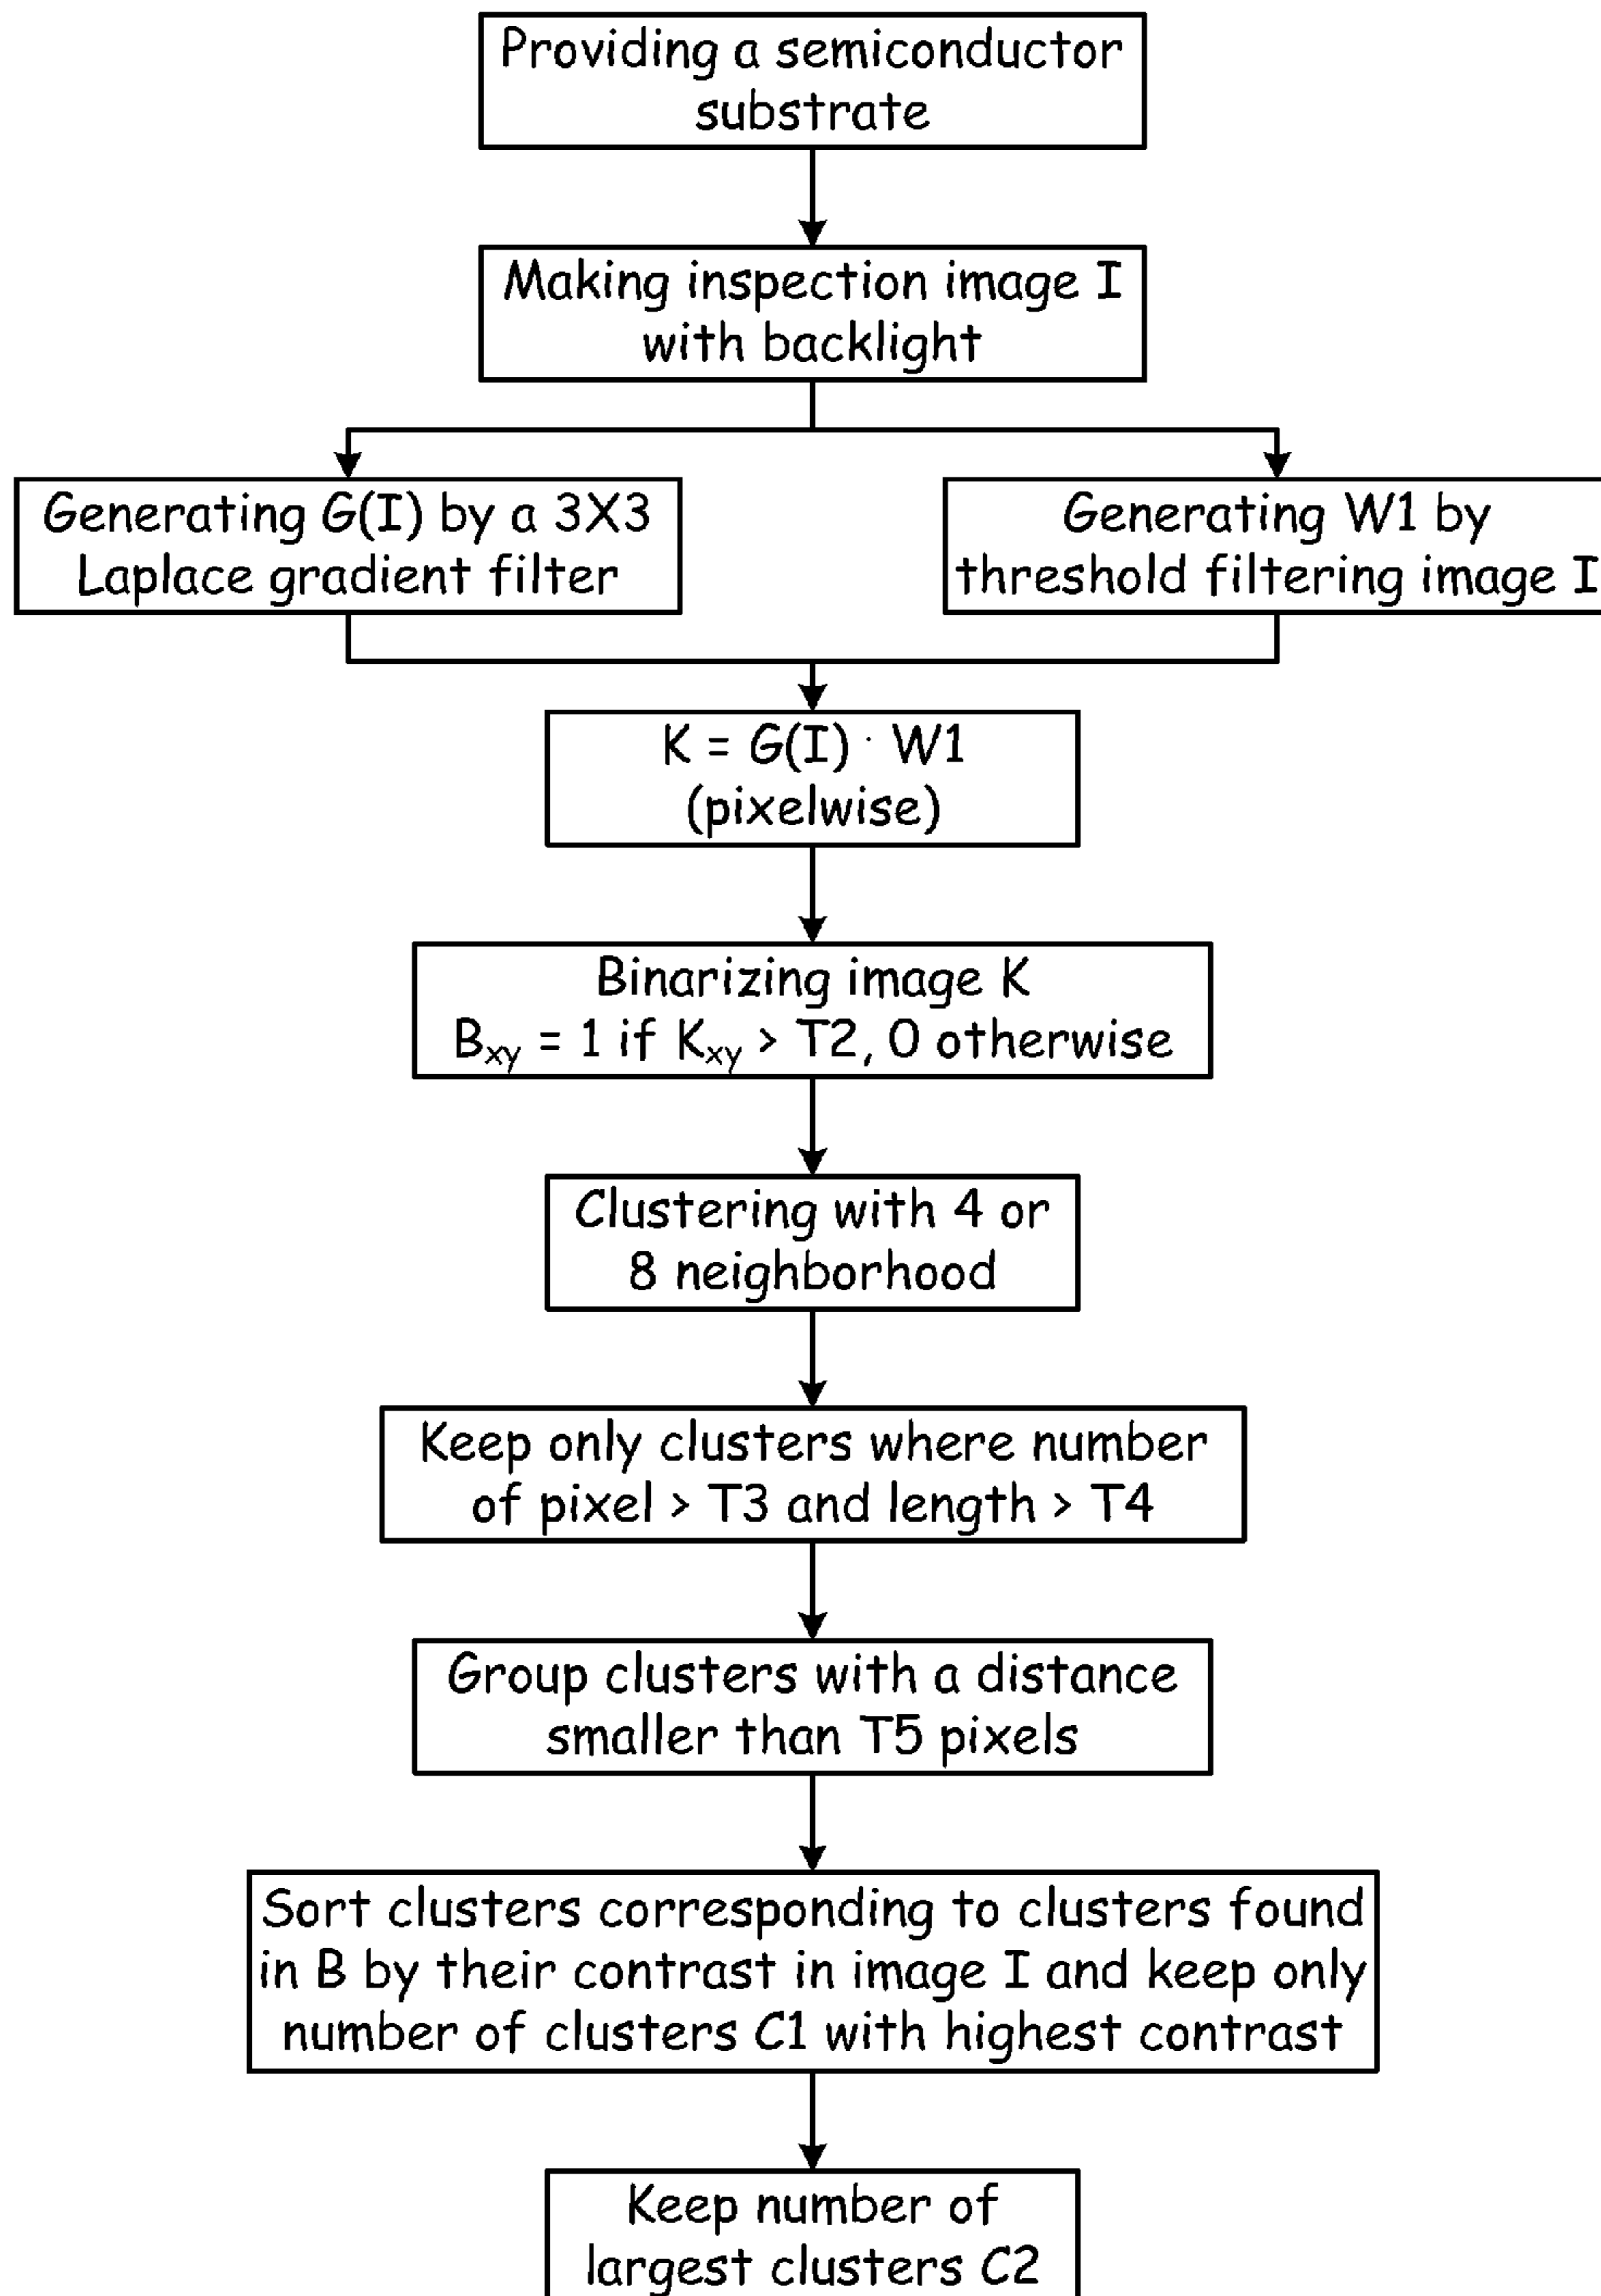 Providing a semiconductor
substrate
Making inspection image I
with backlight
Generating G(I) by a 3X3
Laplace gradient filter
Generating W1 by
threshold filtering image I
K = G(I) · W1
(pixelwise)
Binarizing image K
Bxy = 1 if Kxy > T2, 0 otherwise
Clustering with 4 or
8 neighborhood
Keep only clusters where number
of pixel > T3 and length > T4
Group clusters with a distance
smaller than T5 pixels
Sort clusters corresponding to clusters found
in B by their contrast in image I and keep only
number of clusters C1 with highest contrast
Keep number of
largest clusters C2